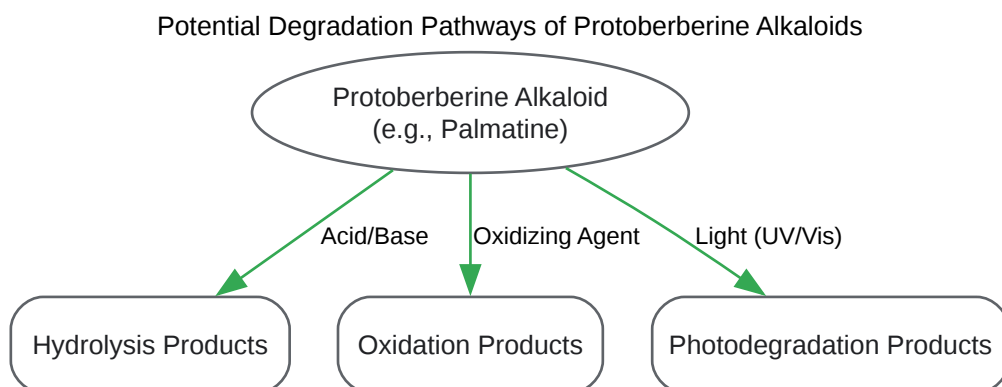 Potential Degradation Pathways of Protoberberine Alkaloids
Protoberberine Alkaloid
(e.g., Palmatine)
Acid/Base
Oxidizing Agent
Light (UV/Vis)
Hydrolysis Products
Oxidation Products
Photodegradation Products